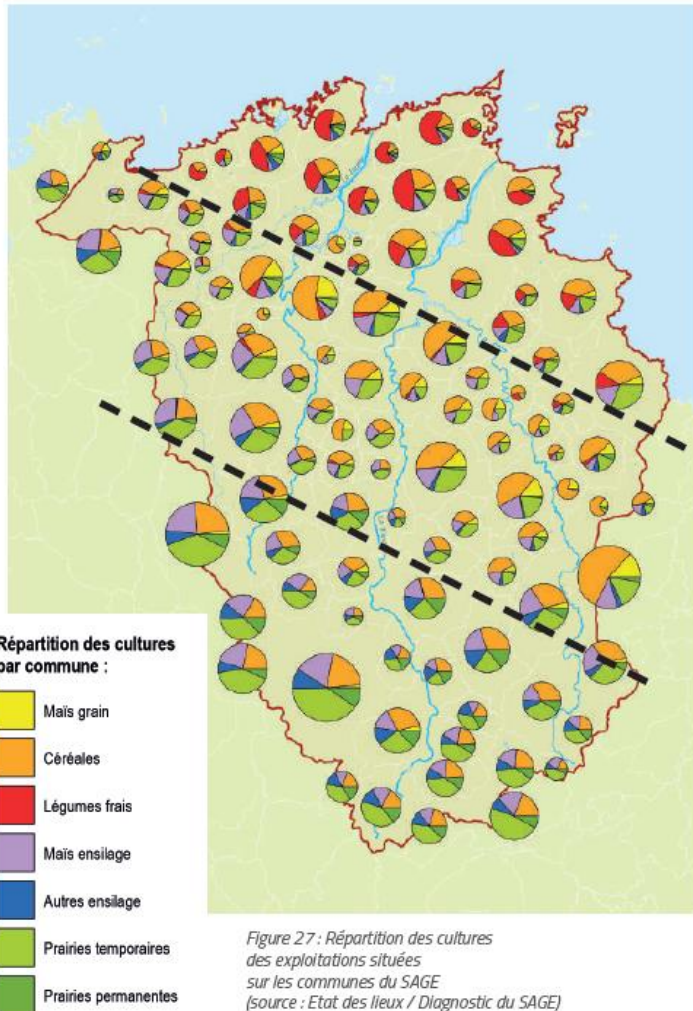 Répartition des cultures
par commune :
Maïs grain
Céréales
Légumes frais
Maïs ensilage
Autres ensilage
Prairies temporaires
Prairies permanentes
Figure 27 : Répartition des cultures
des exploitations situées
sur les communes du SAGE
(source : Etat des lieux / Diagnostic du SAGE)